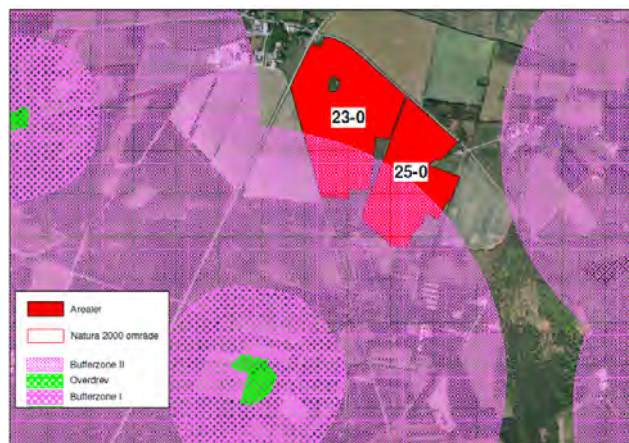 23-0
25-0
Arealer
Natura 2000 område
Bufferzone II
Overdrev
Bufferzone I